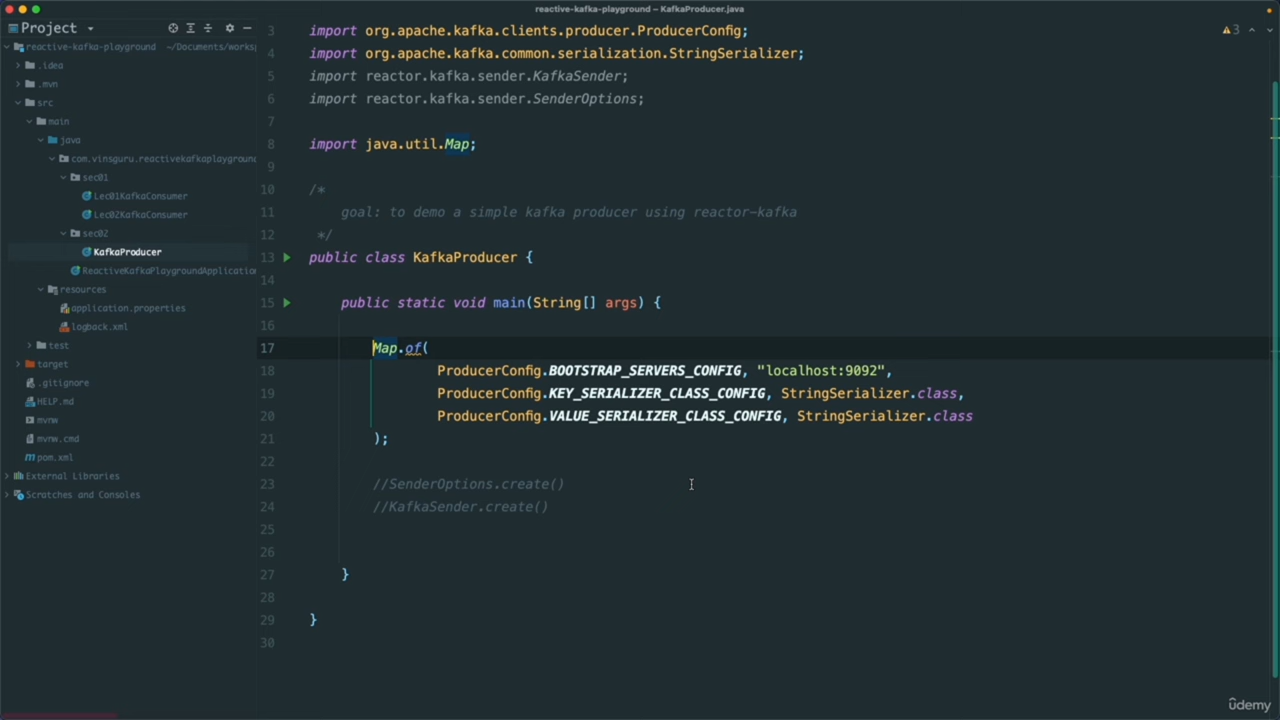 reactive-kafka-playground – KafkaProducer.java
Project
reactive-kafka-playground ~/Documents/works
.idea
.mvn
src
main
java
com.vinsguru.reactivekafkaplayground
sec01
Lec01KafkaConsumer
Lec02KafkaConsumer
sec02
KafkaProducer
ReactiveKafkaPlaygroundApplication
resources
application.properties
logback.xml
test
target
.gitignore
HELP.md
mvnw
mvnw.cmd
pom.xml
External Libraries
Scratches and Consoles
3 import org.apache.kafka.clients.producer.ProducerConfig;
4 import org.apache.kafka.common.serialization.StringSerializer;
5 import reactor.kafka.sender.KafkaSender;
6 import reactor.kafka.sender.SenderOptions;
7
8 import java.util.Map;
9
10 /*
11 goal: to demo a simple kafka producer using reactor-kafka
12 */
13 public class KafkaProducer {
14
15 public static void main(String[] args) {
16
17 Map.of(
18 ProducerConfig.BOOTSTRAP_SERVERS_CONFIG, "localhost:9092",
19 ProducerConfig.KEY_SERIALIZER_CLASS_CONFIG, StringSerializer.class,
20 ProducerConfig.VALUE_SERIALIZER_CLASS_CONFIG, StringSerializer.class
21 );
22
23 //SenderOptions.create()
24 //KafkaSender.create()
25
26
27 }
28
29 }
30
3
ûdemy